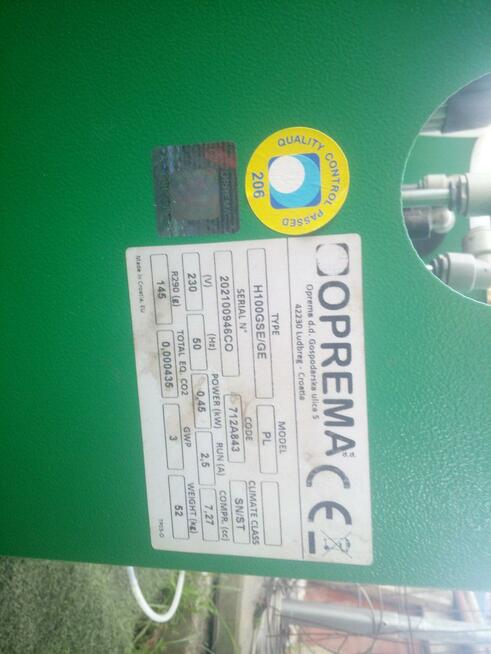 QUALITY CONTROL
206
PASSED
OPREMA
Oprema d.d. Gospodarska ulica 5
42230 Ludbreg - Croatia
CE
TYPE
MODEL
H100GSE/GE
PL
SERIAL N°
CODE
CLIMATE CLASS
202100946CO
712A843
SN/ST
(V)
(Hz)
POWER (kW)
RUN (A)
COMPR. (cc)
230
50
0,45
2,5
7,27
R290 (g)
TOTAL EQ. CO2
GWP
WEIGHT (kg)
145
0,000435
3
52
Made in Croatia, EU